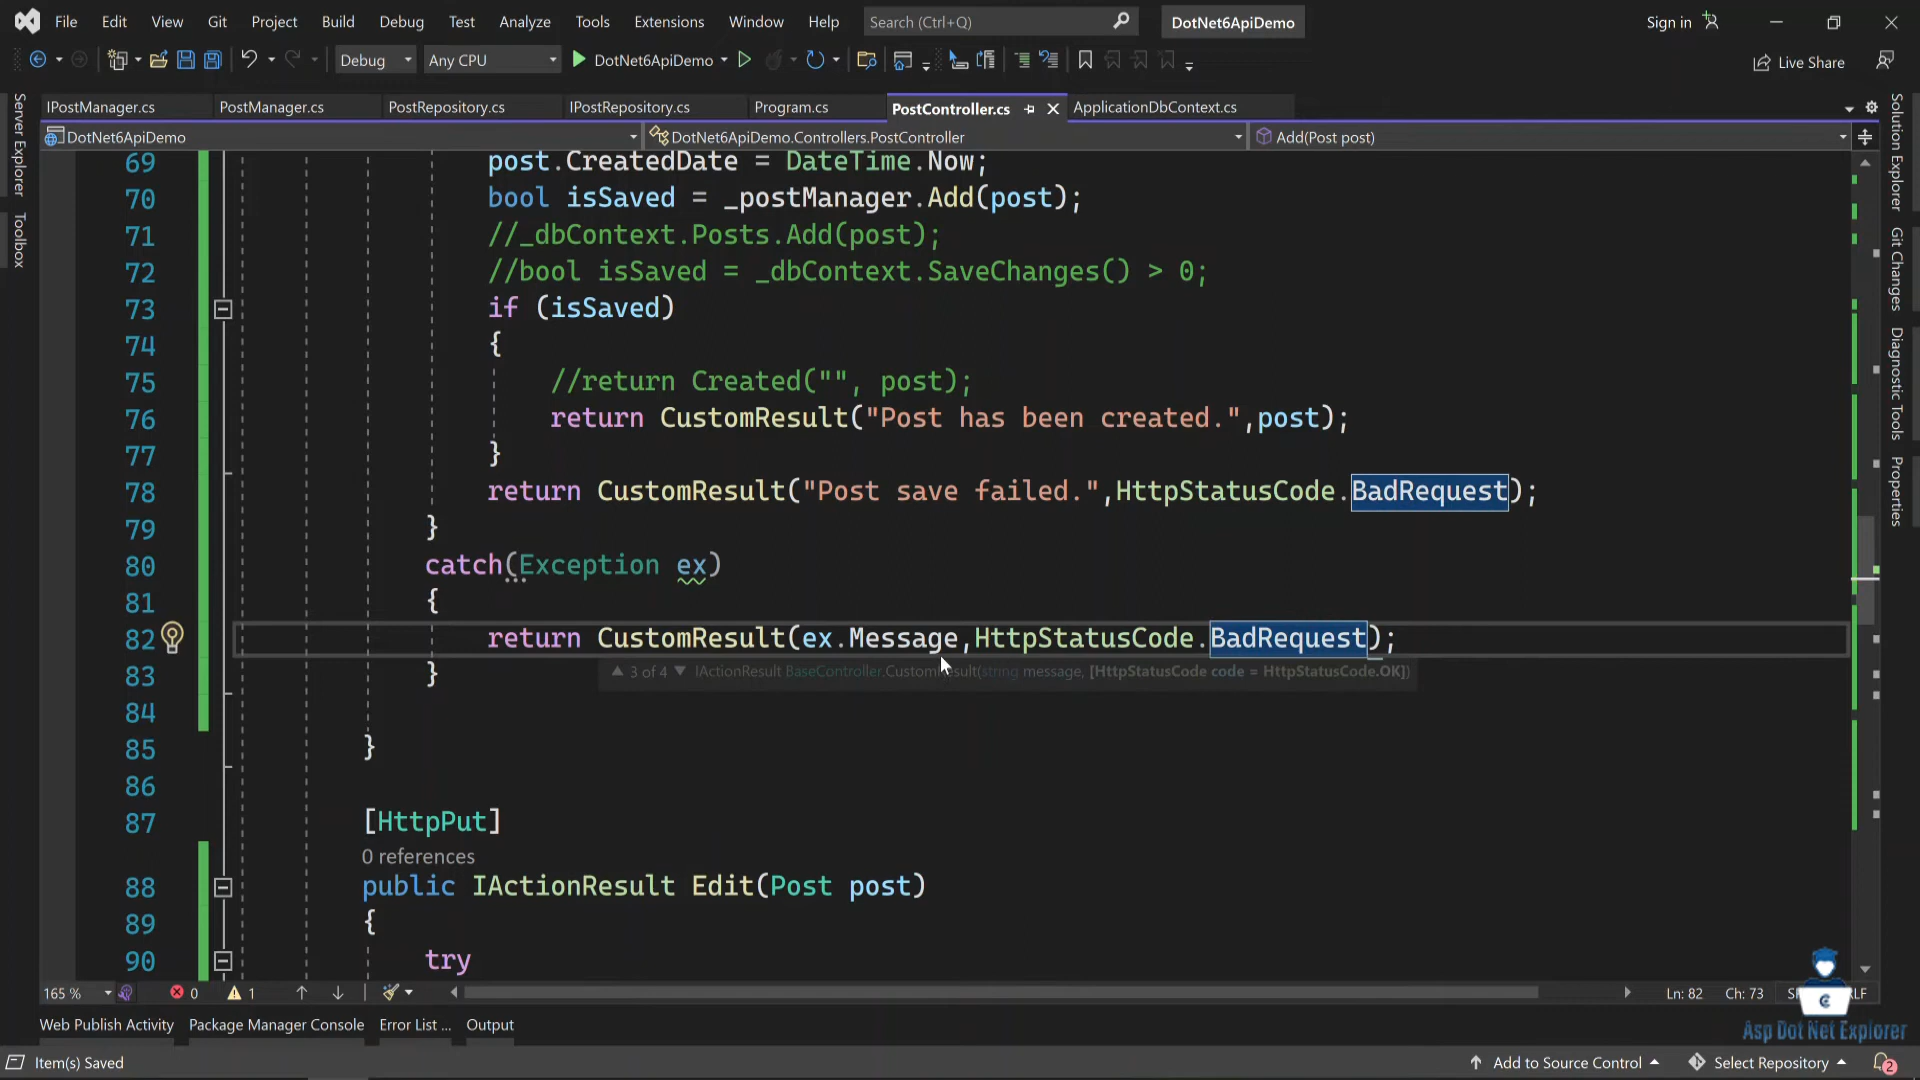 File Edit View Git Project Build Debug Test Analyze Tools Extensions Window Help Search (Ctrl+Q) DotNet6ApiDemo Sign in
Debug Any CPU DotNet6ApiDemo Live Share
IPostManager.cs PostManager.cs PostRepository.cs IPostRepository.cs Program.cs PostController.cs ApplicationDbContext.cs
DotNet6ApiDemo DotNet6ApiDemo.Controllers.PostController Add(Post post)
Server Explorer
Toolbox
69 post.CreatedDate = DateTime.Now;
70 bool isSaved = _postManager.Add(post);
71 //_dbContext.Posts.Add(post);
72 //bool isSaved = _dbContext.SaveChanges() > 0;
73 if (isSaved)
74 {
75 //return Created("", post);
76 return CustomResult("Post has been created.",post);
77 }
78 return CustomResult("Post save failed.",HttpStatusCode.BadRequest);
79 }
80 catch(Exception ex)
81 {
82 return CustomResult(ex.Message,HttpStatusCode.BadRequest);
83 }
3 of 4 IActionResult BaseController.CustomResult(string message, [HttpStatusCode code = HttpStatusCode.OK])
84
85 }
86
87 [HttpPut]
0 references
88 public IActionResult Edit(Post post)
89 {
90 try
Solution Explorer
Git Changes
Diagnostic Tools
Properties
165 % 0 1 Ln: 82 Ch: 73
Asp Dot Net Explorer
Web Publish Activity Package Manager Console Error List ... Output
Item(s) Saved Add to Source Control Select Repository 2